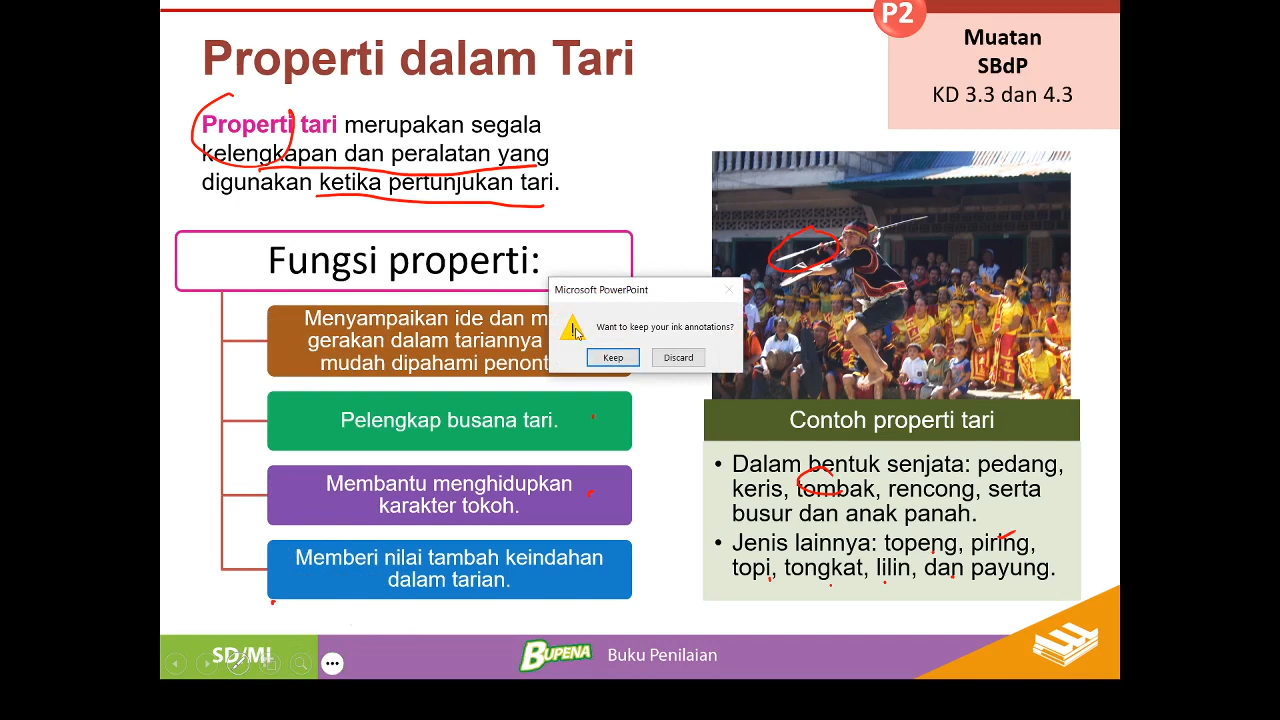 Properti dalam Tari
P2
Muatan
SBdP
KD 3.3 dan 4.3
Properti tari merupakan segala
kelengkapan dan peralatan yang
digunakan ketika pertunjukan tari.
Fungsi properti:
Menyampaikan ide dan
gerakan dalam tariannya
mudah dipahami
Pelengkap busana tari.
Membantu menghidupkan
karakter tokoh.
Memberi nilai tambah keindahan
dalam tarian.
Microsoft PowerPoint
Want to keep your ink annotations?
Keep
Discard
Contoh properti tari
• Dalam bentuk senjata: pedang,
keris, tombak, rencong, serta
busur dan anak panah.
• Jenis lainnya: topeng, piring,
topi, tongkat, lilin, dan payung.
SD/MI
BUPENA
Buku Penilaian